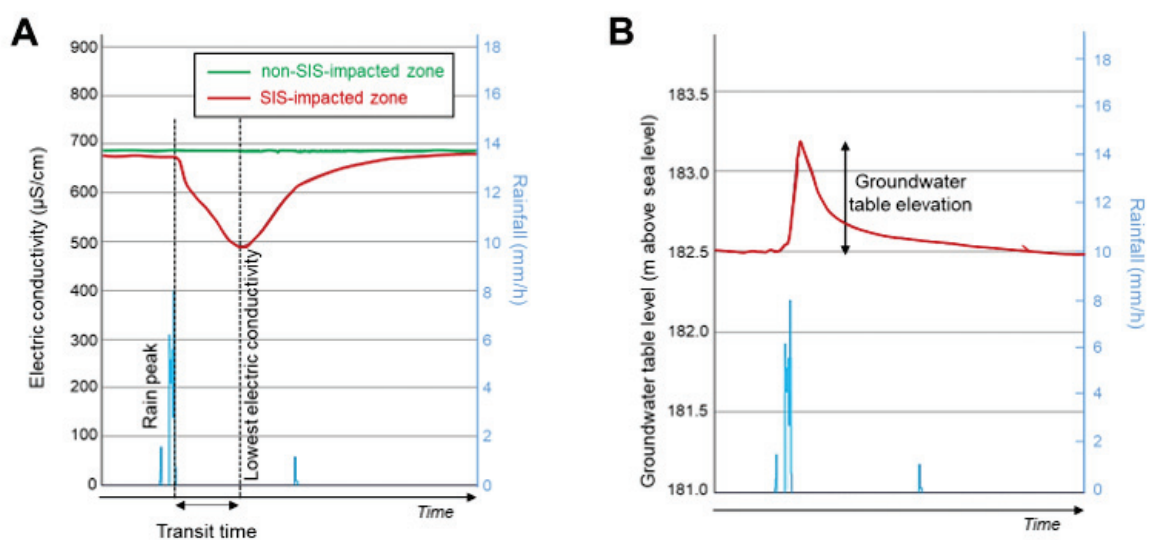 A
900
800
700
600
500
400
300
200
100
0
Electric conductivity (µS/cm)
non-SIS-impacted zone
SIS-impacted zone
Rain peak
Lowest electric conductivity
18
16
14
12
10
8
6
4
2
0
Rainfall (mm/h)
Time
Transit time
B
183.5
183.0
182.5
182.0
181.5
181.0
Groundwater table level (m above sea level)
Groundwater
table elevation
18
16
14
12
10
8
6
4
2
0
Rainfall (mm/h)
Time